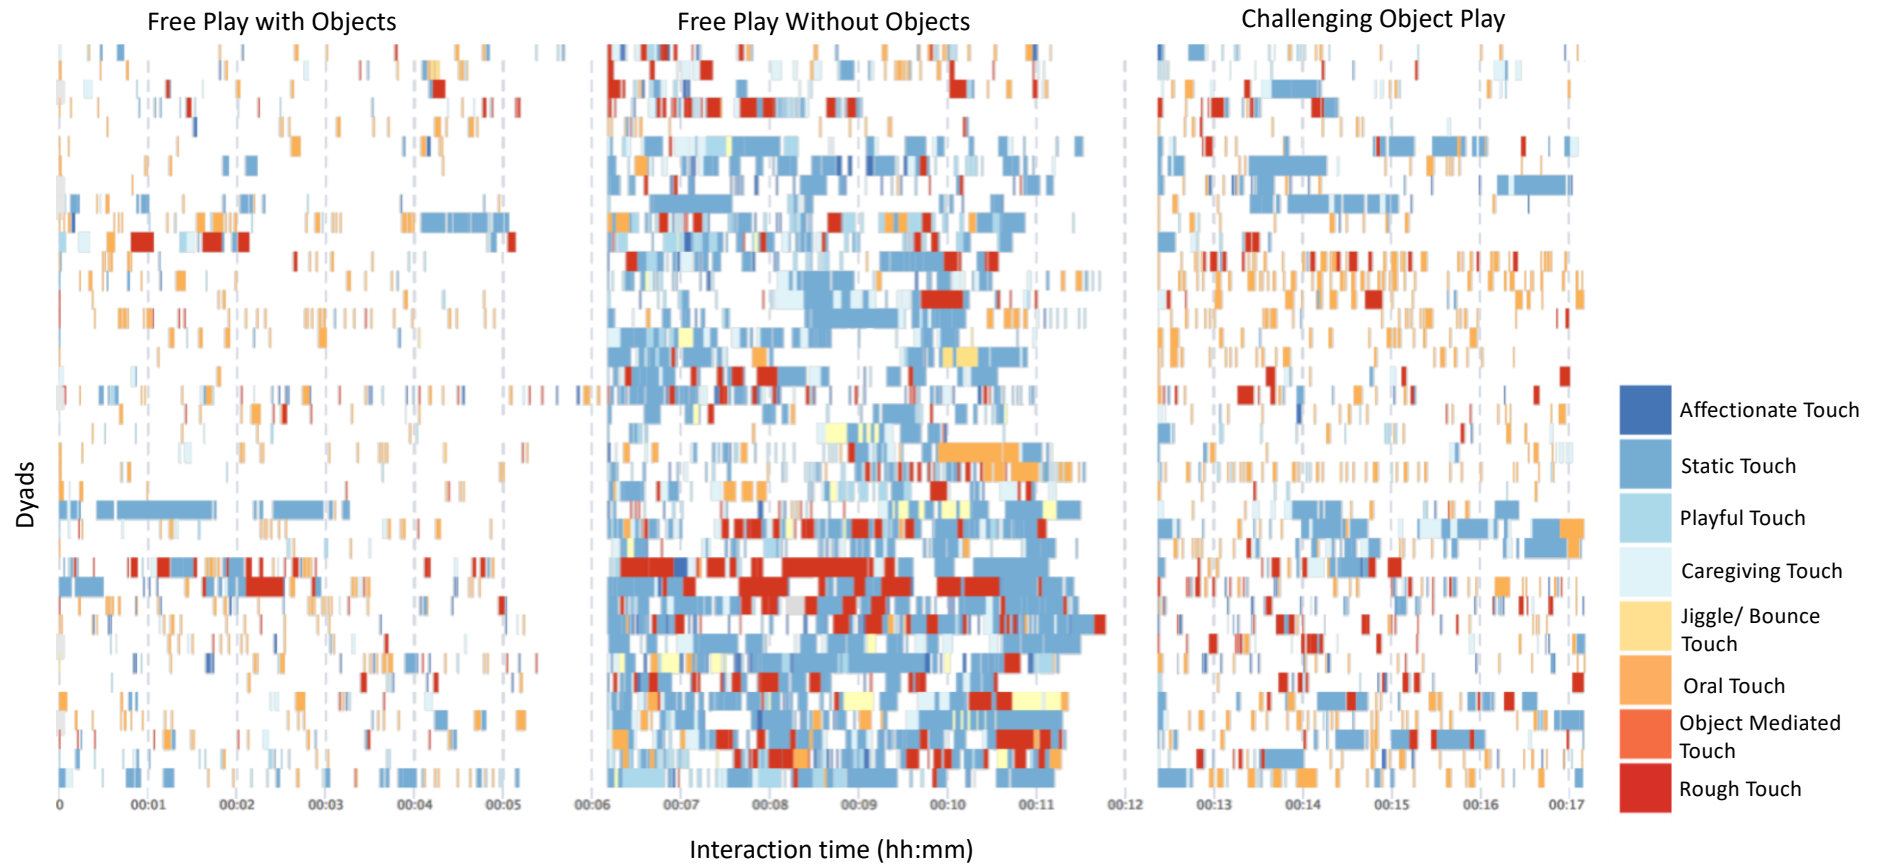 Free Play with Objects
Free Play Without Objects
Challenging Object Play
Dyads
Affectionate Touch
Static Touch
Playful Touch
Caregiving Touch
Jiggle/ Bounce
Touch
Oral Touch
Object Mediated
Touch
Rough Touch
0 00:01 00:02 00:03 00:04 00:05 00:06 00:07 00:08 00:09 00:10 00:11 00:12 00:13 00:14 00:15 00:16 00:17
Interaction time (hh:mm)